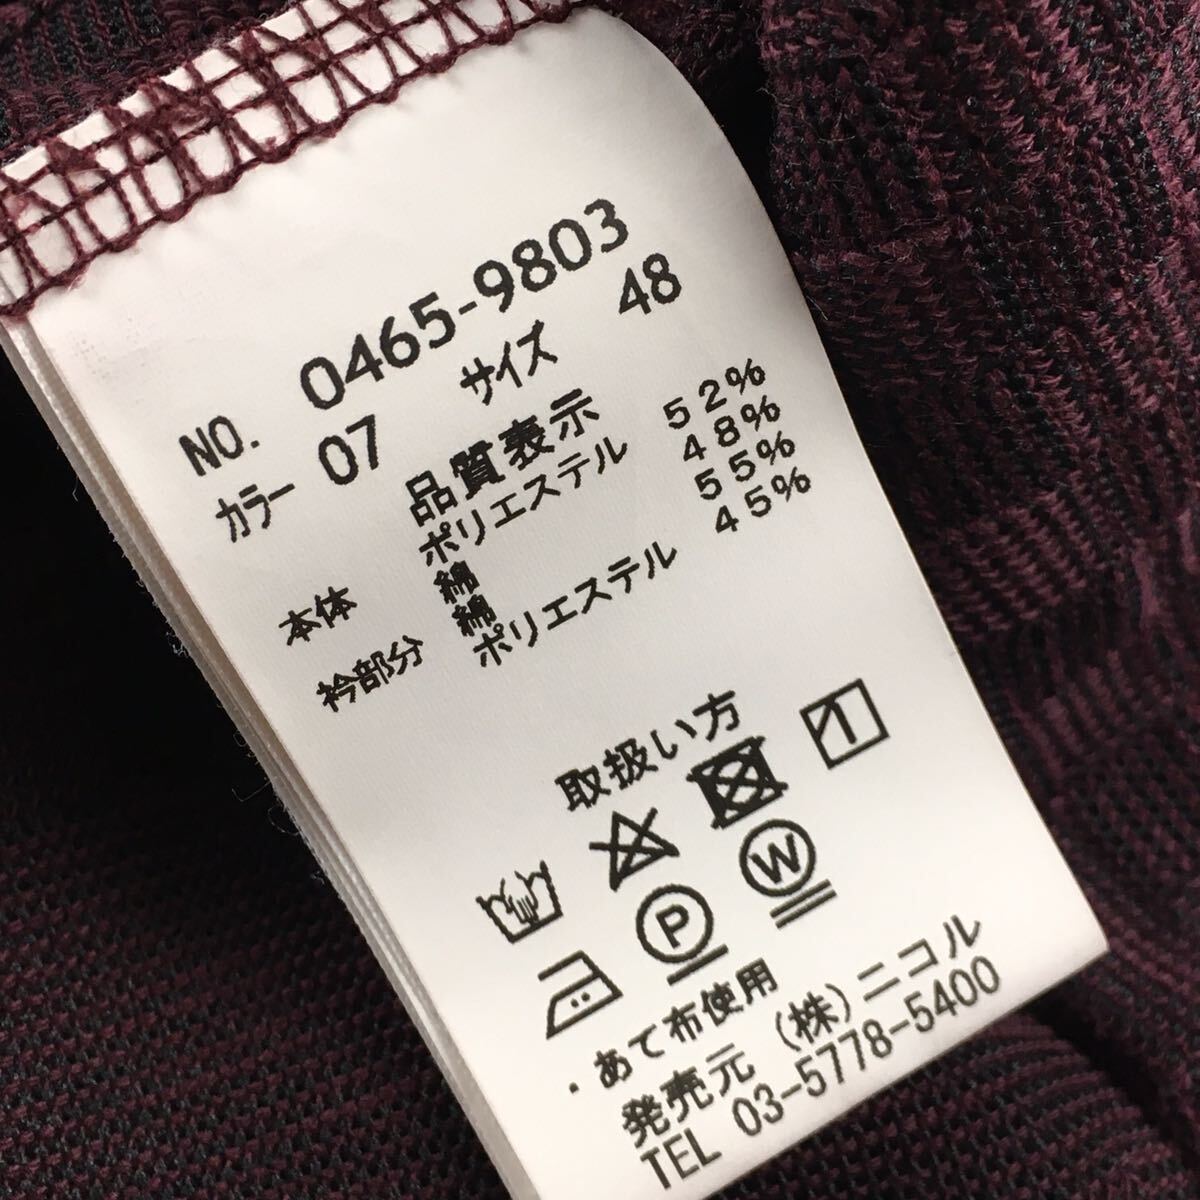 NO. 0465-9803
カラー 07 サイズ 48
品質表示
本体 ポリエステル 52%
綿 48%
衿部分 綿 55%
ポリエステル 45%
取扱い方
P
W
・あて布使用
発売元 (株)ニコル
TEL 03-5778-5400